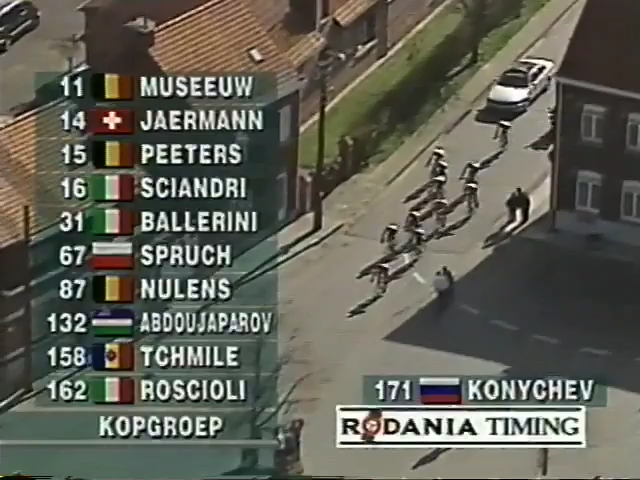 11 MUSEEUW
14 JAERMANN
15 PEETERS
16 SCIANDRI
31 BALLERINI
67 SPRUCH
87 NULENS
132 ABDOUJAPAROV
158 TCHMILE
162 ROSCIOLI
KOPGROEP
171 KONYCHEV
RODANIA TIMING